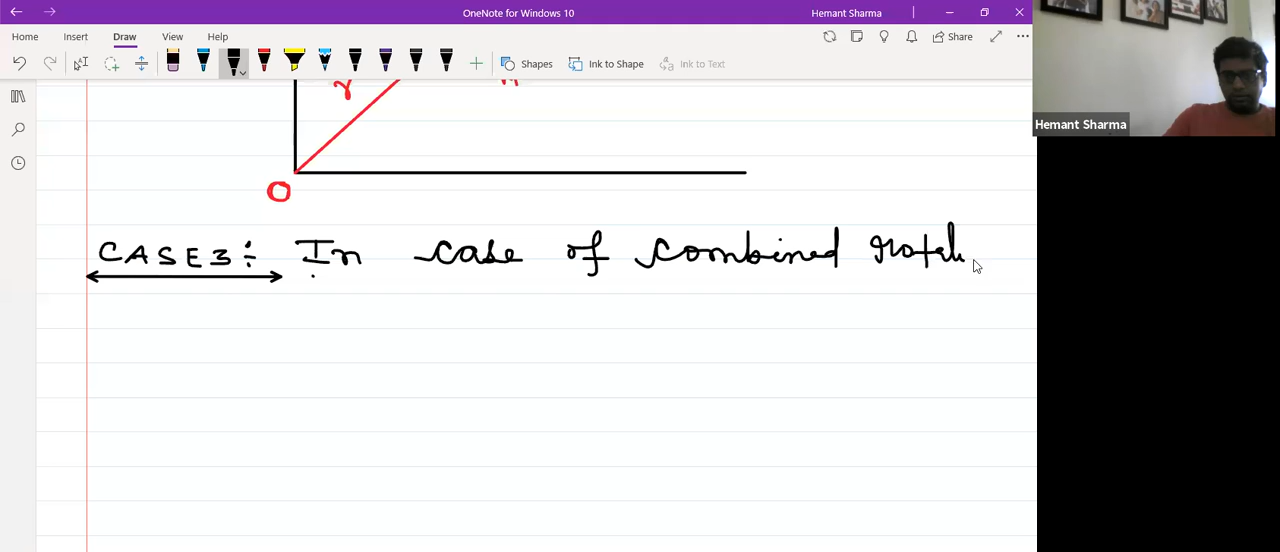 OneNote for Windows 10
Hemant Sharma
Home Insert Draw View Help
Share
Shapes Ink to Shape Ink to Text
Hemant Sharma
r
O
CASE 3 ÷ In case of combined